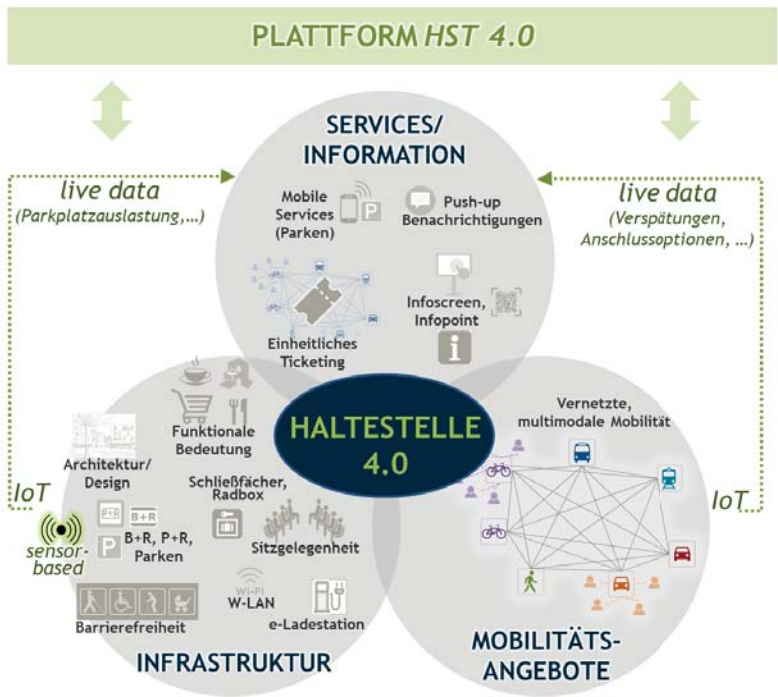 PLATTFORM HST 4.0
SERVICES/
INFORMATION
live data
(Parkplatzauslastung,…)
live data
(Verspätungen,
Anschlussoptionen, …)
Mobile
Services
(Parken)
P
Push-up
Benachrichtigungen
Einheitliches
Ticketing
Infoscreen,
Infopoint
i
HALTESTELLE
4.0
Funktionale
Bedeutung
Architektur/
Design
Schließfächer,
Radbox
IoT
sensor-
based
P+R
B+R
P
B+R, P+R,
Parken
Sitzgelegenheit
Barrierefreiheit
WI-FI
W-LAN
e-Ladestation
INFRASTRUKTUR
Vernetzte,
multimodale Mobilität
IoT
MOBILITÄTS-
ANGEBOTE